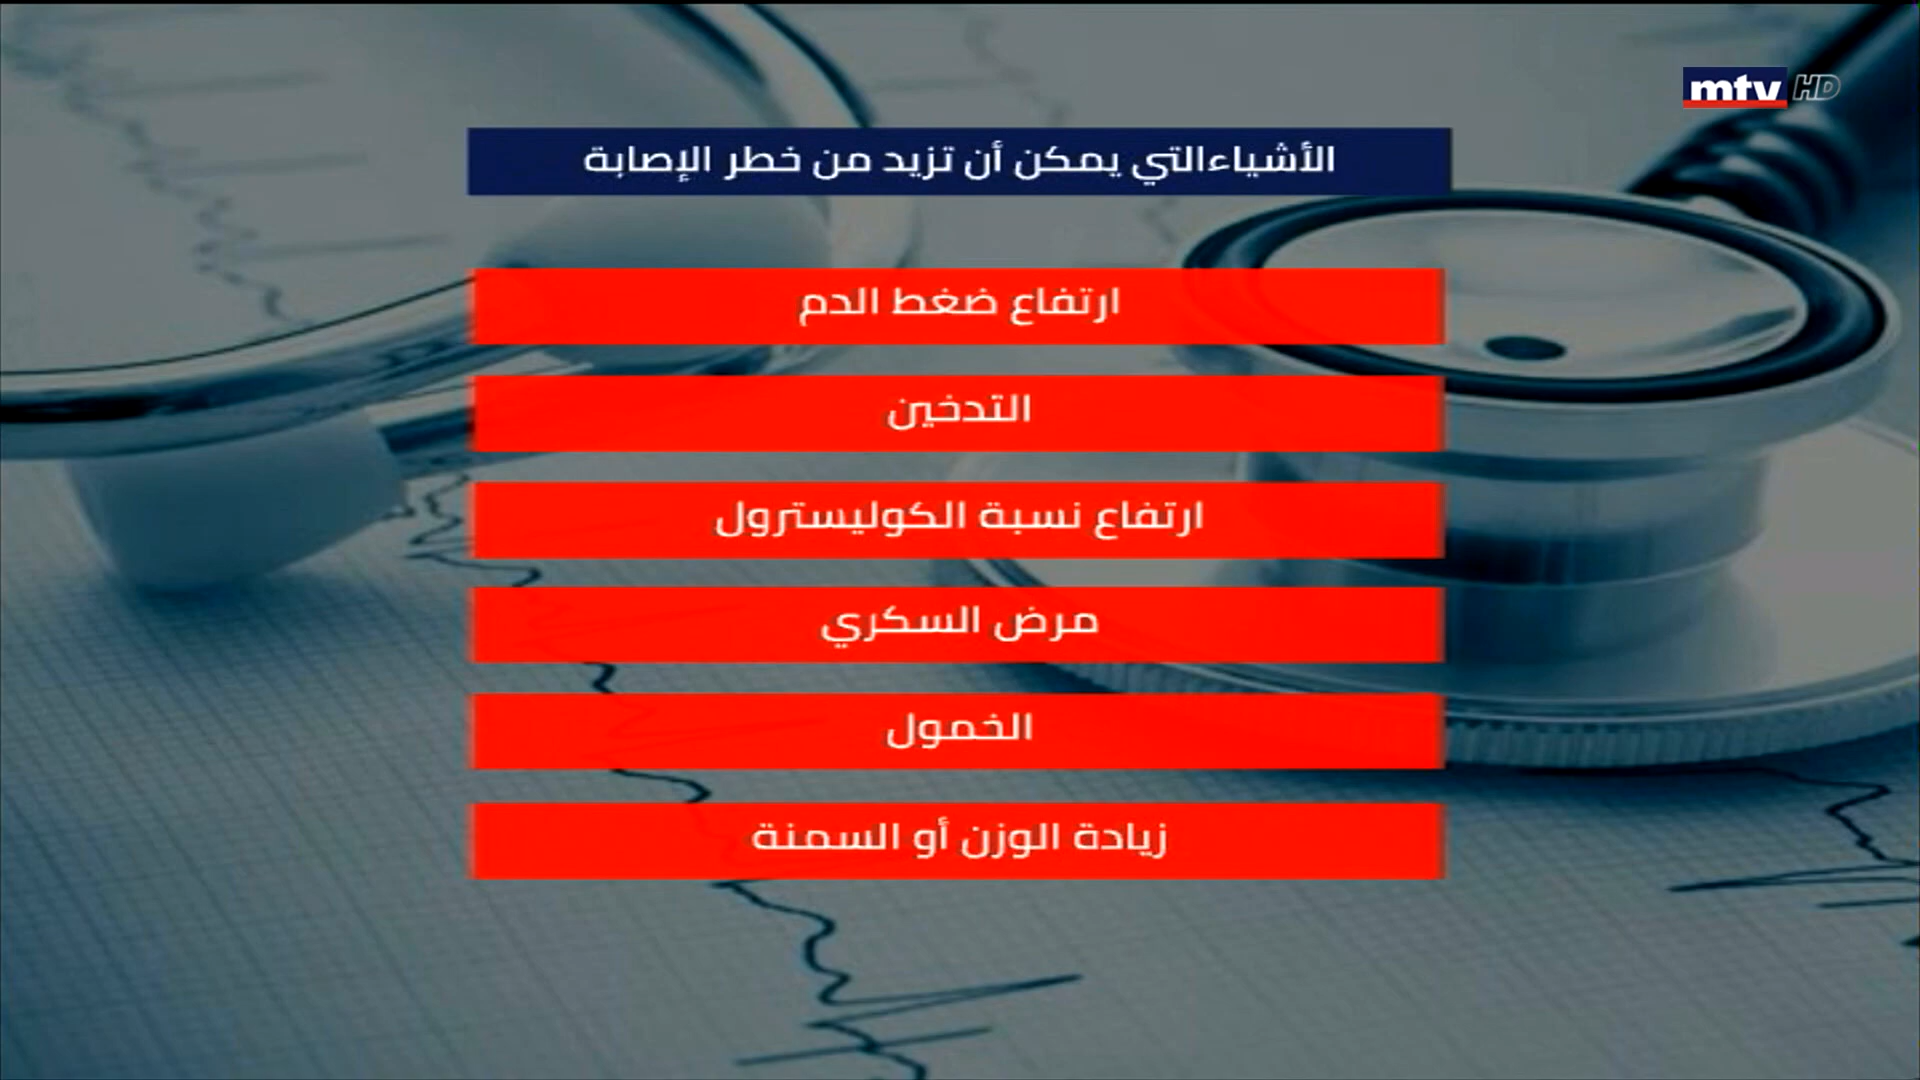 mtv HD
الأشياءالتي يمكن أن تزيد من خطر الإصابة
ارتفاع ضغط الدم
التدخين
ارتفاع نسبة الكوليسترول
مرض السكري
الخمول
زيادة الوزن أو السمنة